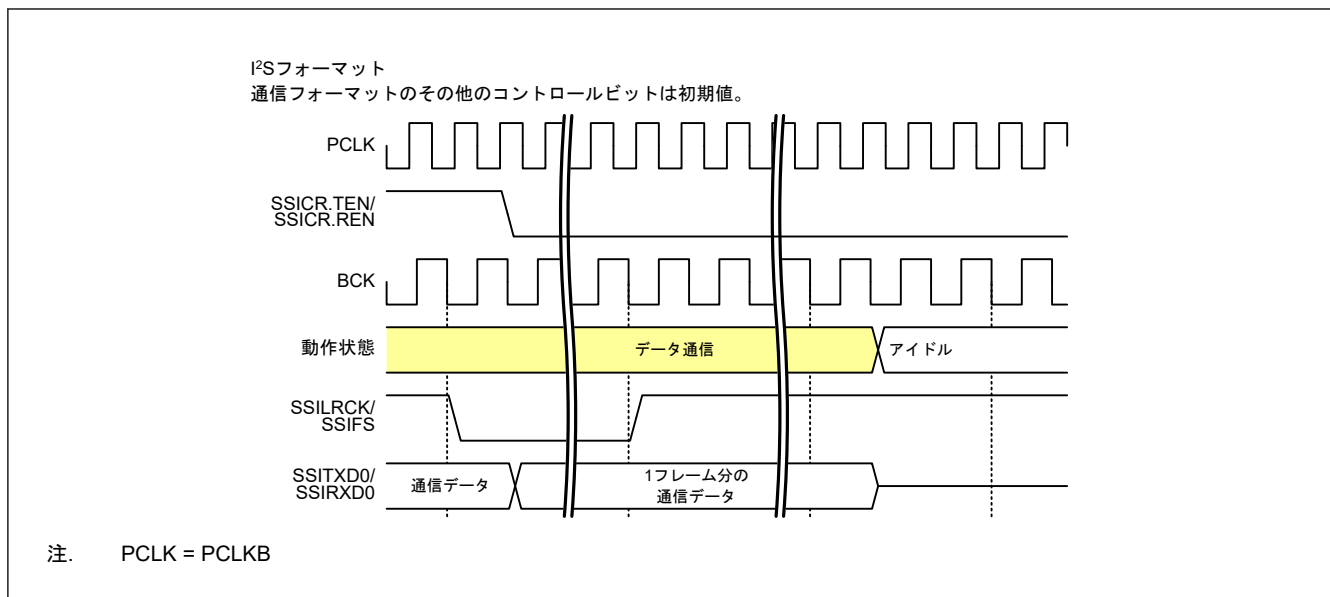 I²Sフォーマット
通信フォーマットのその他のコントロールビットは初期値。
PCLK
SSICR.TEN/
SSICR.REN
BCK
動作状態
データ通信
アイドル
SSILRCK/
SSIFS
SSITXD0/
SSIRXD0
通信データ
1フレーム分の
通信データ
注. PCLK = PCLKB